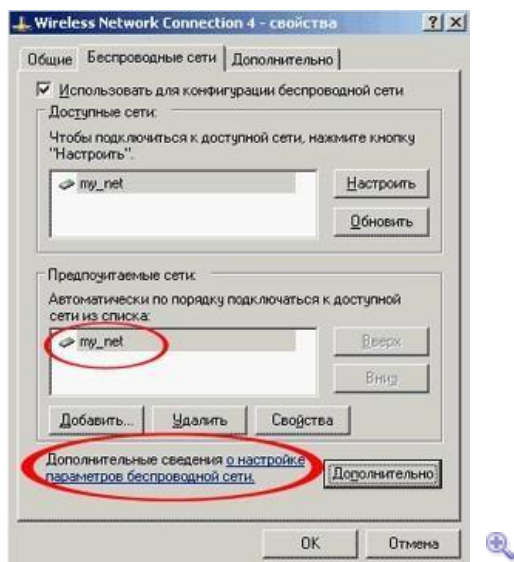 Wireless Network Connection 4 - свойства
Общие Беспроводные сети Дополнительно
Использовать для конфигурации беспроводной сети
Доступные сети:
Чтобы подключиться к доступной сети, нажмите кнопку
"Настроить".
my_net
Настроить
Обновить
Предпочитаемые сети:
Автоматически по порядку подключаться к доступной
сети из списка:
my_net
Вверх
Вниз
Добавить... Удалить Свойства
Дополнительные сведения о настройке
параметров беспроводной сети.
Дополнительно
OK Отмена